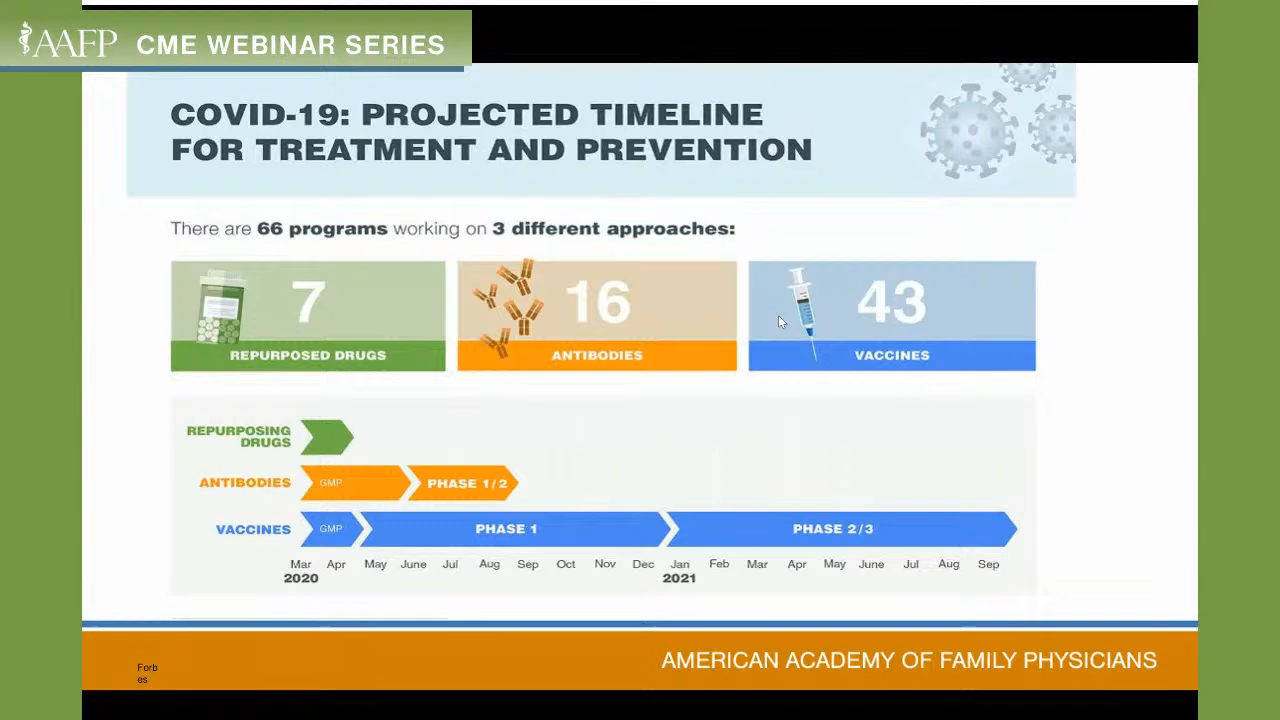 AAFP CME WEBINAR SERIES
COVID-19: PROJECTED TIMELINE
FOR TREATMENT AND PREVENTION
There are 66 programs working on 3 different approaches:
7
REPURPOSED DRUGS
16
ANTIBODIES
43
VACCINES
REPURPOSING
DRUGS
ANTIBODIES GMP PHASE 1/2
VACCINES GMP PHASE 1 PHASE 2/3
Mar Apr May June Jul Aug Sep Oct Nov Dec Jan Feb Mar Apr May June Jul Aug Sep
2020 2021
Forb
es
AMERICAN ACADEMY OF FAMILY PHYSICIANS